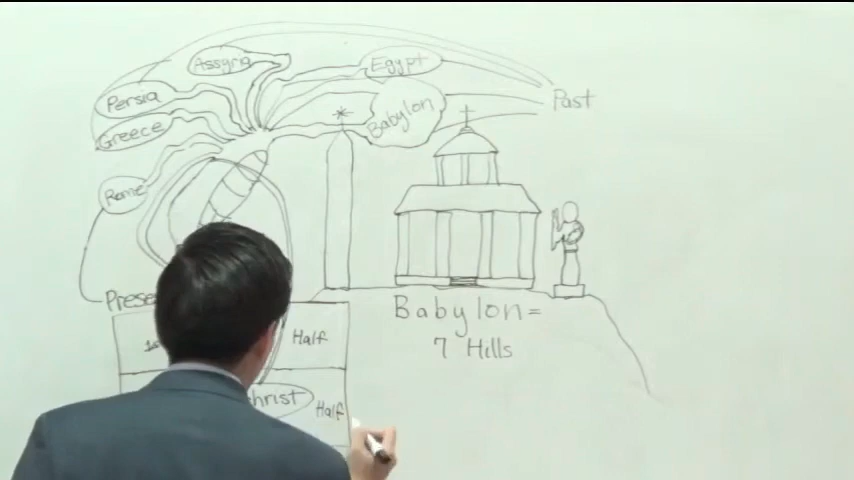 Assyria
Egypt
Persia
Past
Babylon
Greece
Rome
Babylon =
7 Hills
Half
Half